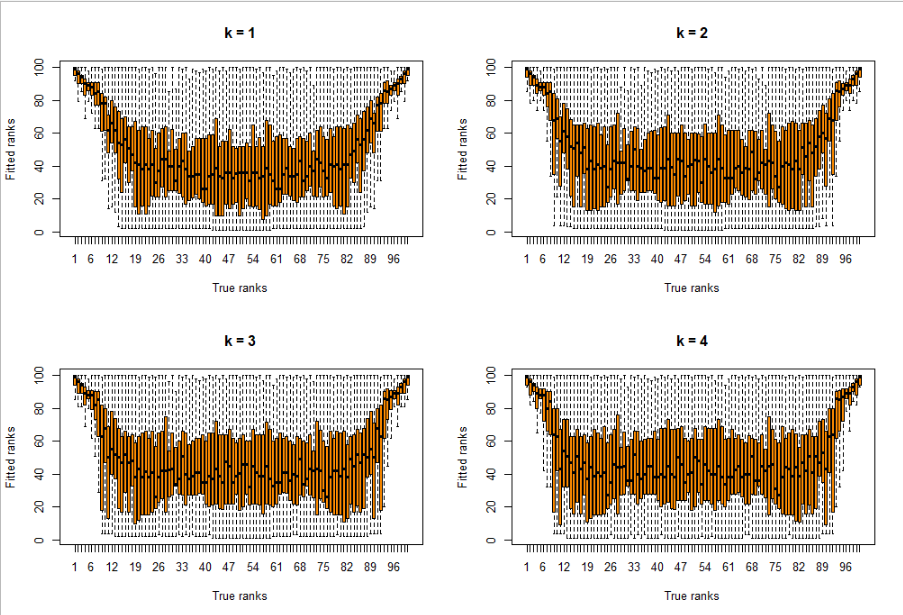 k = 1
Fitted ranks
0 20 40 60 80 100
1 6 12 19 26 33 40 47 54 61 68 75 82 89 96
True ranks
k = 2
Fitted ranks
0 20 40 60 80 100
1 6 12 19 26 33 40 47 54 61 68 75 82 89 96
True ranks
k = 3
Fitted ranks
0 20 40 60 80 100
1 6 12 19 26 33 40 47 54 61 68 75 82 89 96
True ranks
k = 4
Fitted ranks
0 20 40 60 80 100
1 6 12 19 26 33 40 47 54 61 68 75 82 89 96
True ranks